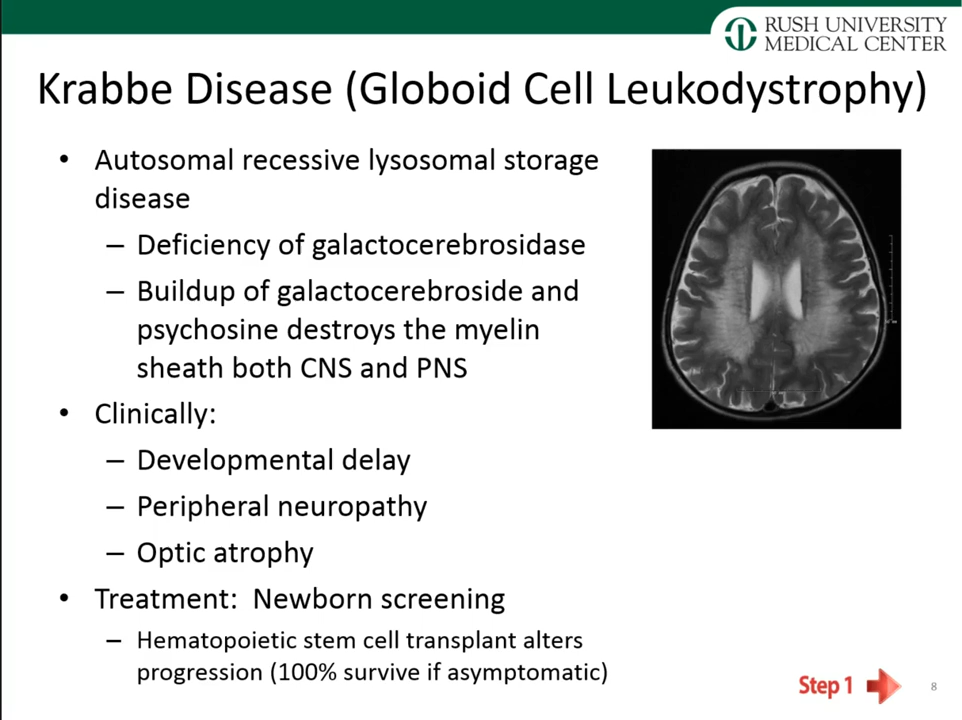 RUSH UNIVERSITY
MEDICAL CENTER
Krabbe Disease (Globoid Cell Leukodystrophy)
• Autosomal recessive lysosomal storage
disease
– Deficiency of galactocerebrosidase
– Buildup of galactocerebroside and
psychosine destroys the myelin
sheath both CNS and PNS
• Clinically:
– Developmental delay
– Peripheral neuropathy
– Optic atrophy
• Treatment:  Newborn screening
– Hematopoietic stem cell transplant alters
progression (100% survive if asymptomatic)
Step 1
8